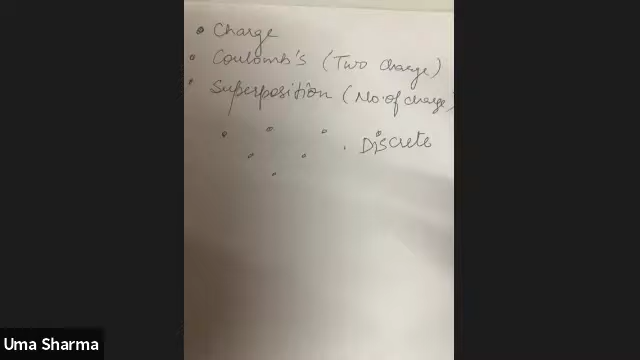 Charge
Coulomb's (Two charge)
Superposition (No. of charge)
Discrete
Uma Sharma